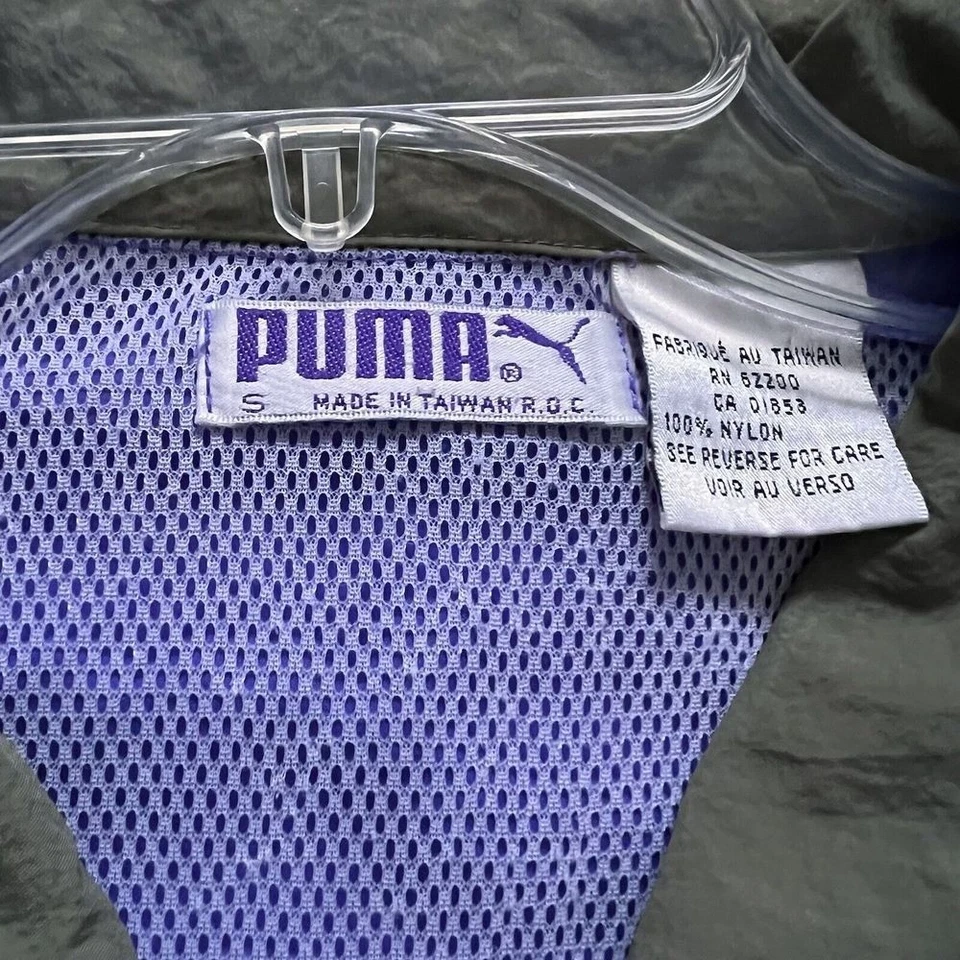 PUMA®
S MADE IN TAIWAN R.O.C.
FABRIQUÉ AU TAIWAN
RN 62200
CA 01853
100% NYLON
SEE REVERSE FOR CARE
VOIR AU VERSO